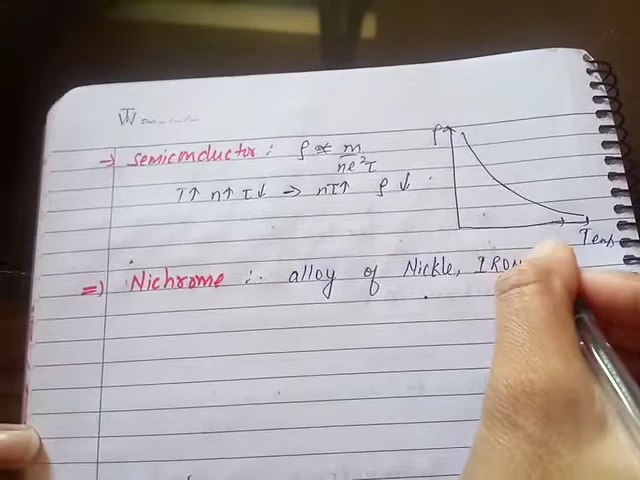 → Semiconductor : ρ ∝ m/ne²τ
T↑ n↑ τ↓ → nτ↑ ρ ↓
ρ
Temp
⇒ Nichrome :. alloy of Nickle, IRON